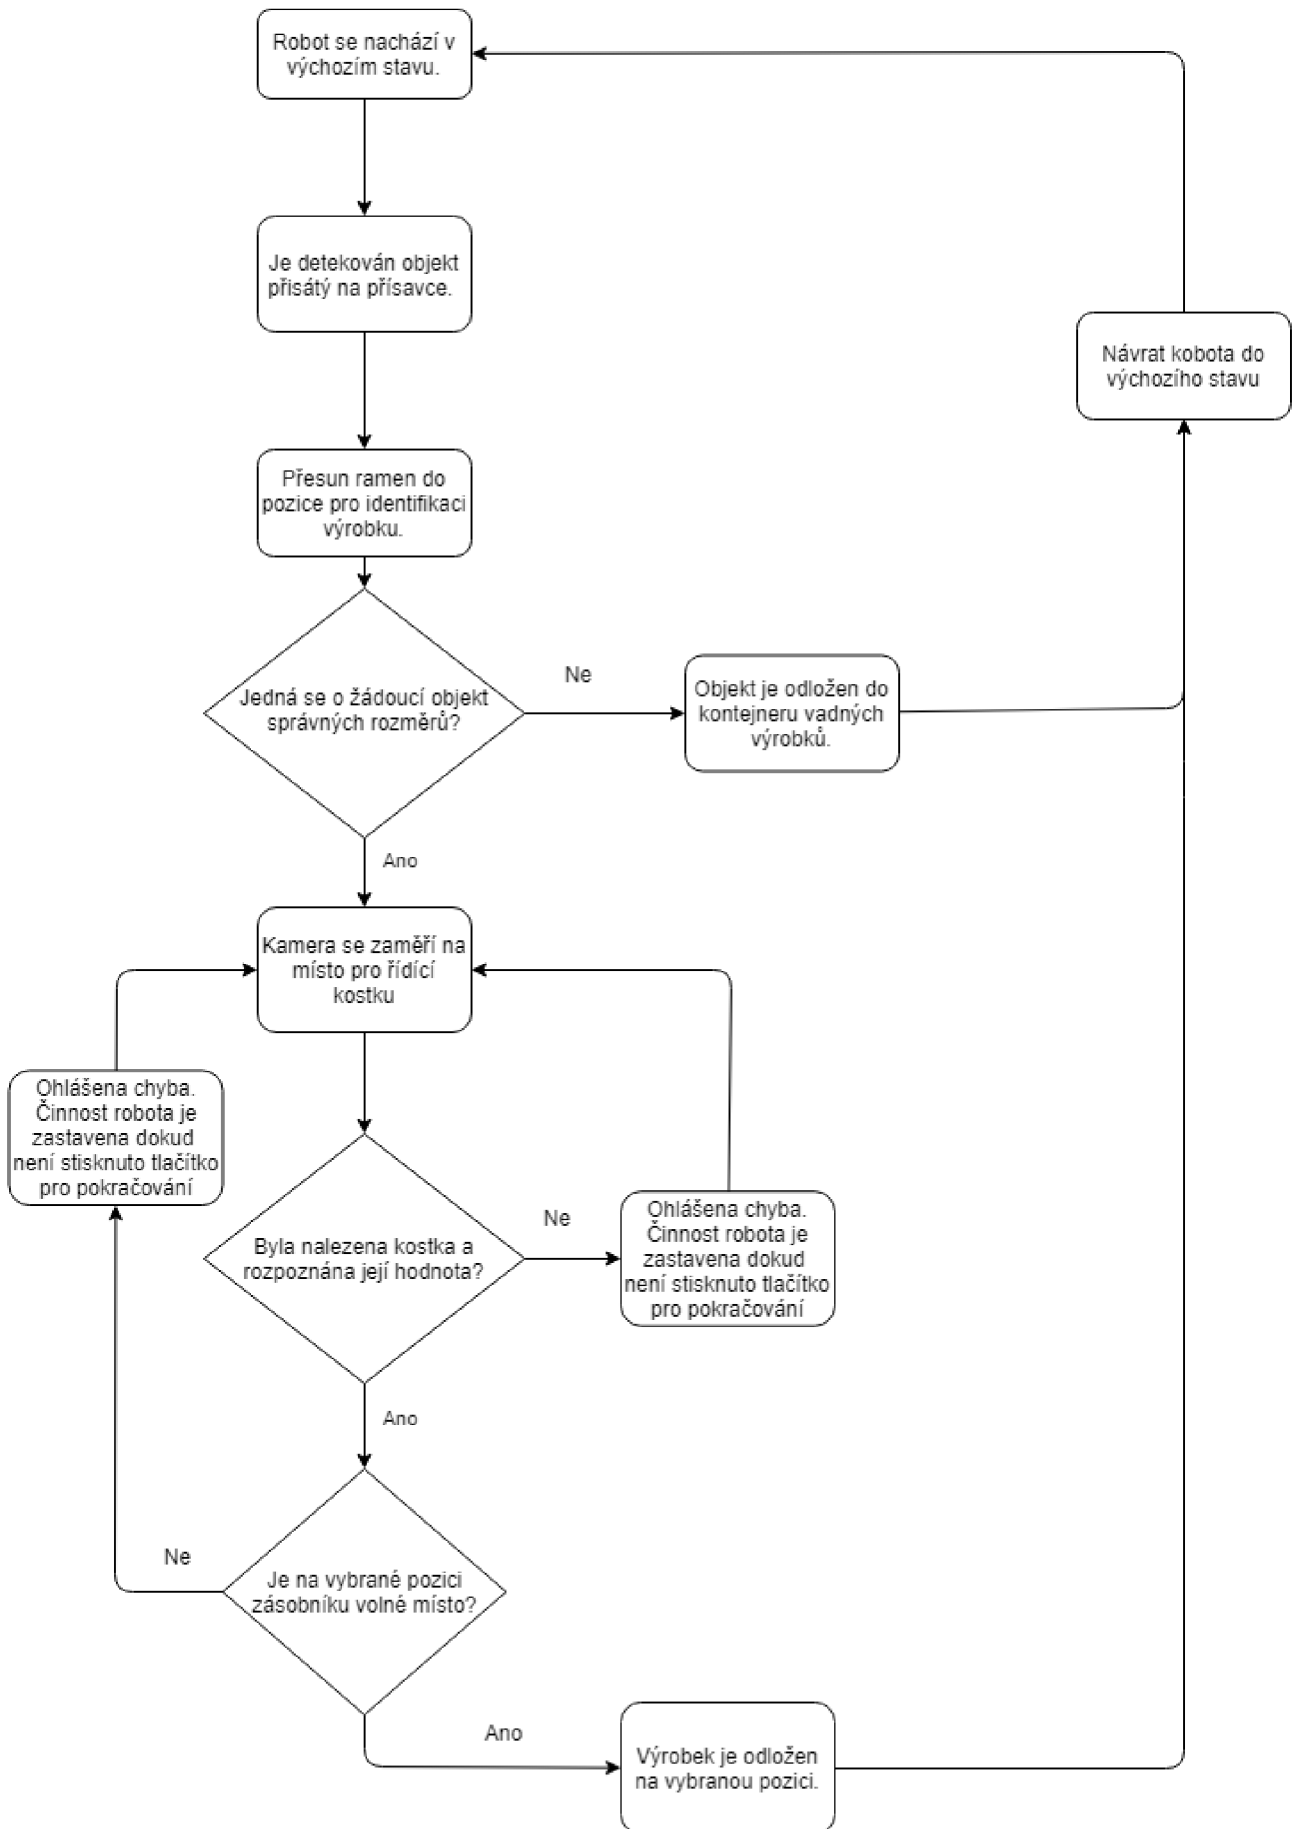 Robot se nachází v
výchozím stavu.
Je detekován objekt
přisátý na přísavce.
Návrat kobota do
výchozího stavu
Přesun ramen do
pozice pro identifikaci
výrobku.
Jedná se o žádoucí objekt
správných rozměrů?
Ne
Objekt je odložen do
kontejneru vadných
výrobků.
Ano
Kamera se zaměří na
místo pro řídící
kostku
Ohlášena chyba.
Činnost robota je
zastavena dokud
není stisknuto tlačítko
pro pokračování
Byla nalezena kostka a
rozpoznána její hodnota?
Ne
Ohlášena chyba.
Činnost robota je
zastavena dokud
není stisknuto tlačítko
pro pokračování
Ano
Je na vybrané pozici
zásobníku volné místo?
Ne
Ano
Výrobek je odložen
na vybranou pozici.